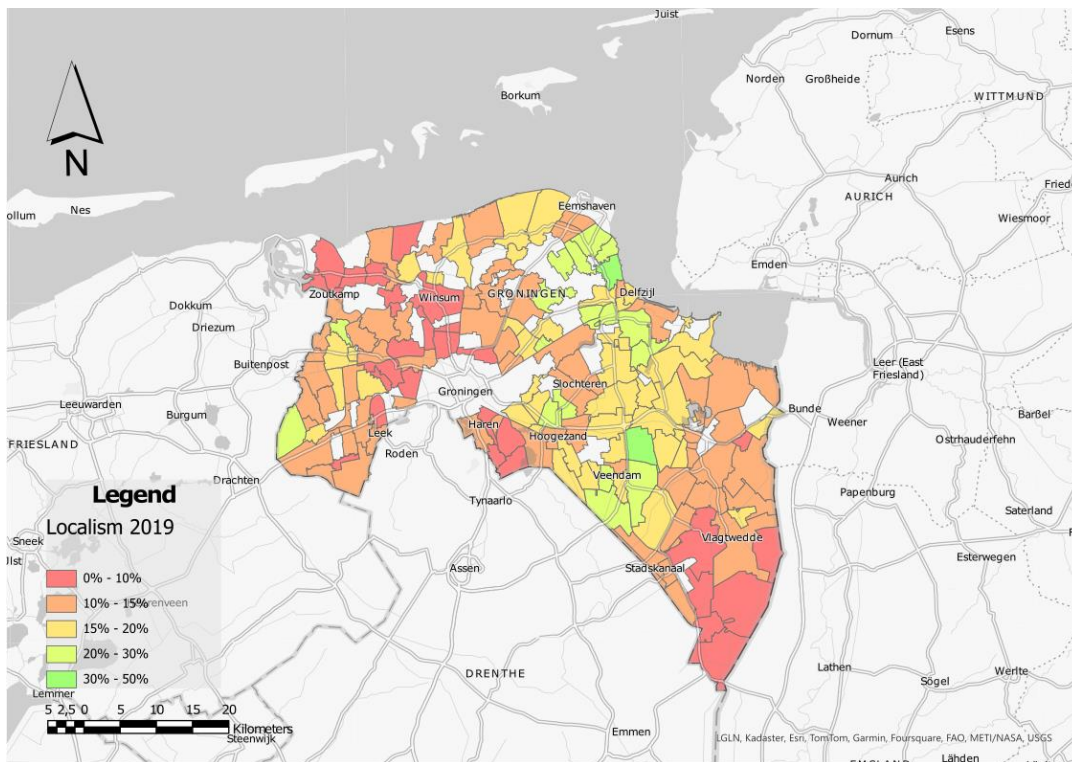 Juist
Dornum
Esens
Norden
Großheide
WITTMUND
Borkum
N
Aurich
AURICH
Friede
ollum
Nes
Eemshaven
Wiesmoor
Emden
Dokkum
Zoutkamp
Winsum
GRONINGEN
Delfzijl
Driezum
Buitenpost
Leer (East
Friesland)
Leeuwarden
Burgum
Groningen
Slochteren
Bunde
Weener
Barßel
FRIESLAND
Leek
Haren
Hoogezand
Ostrhauderfehn
Roden
Drachten
Tynaarlo
Veendam
Papenburg
Saterland
Legend
Localism 2019
Sneek
Vlagtwedde
Esterwegen
Assen
Stadskanaal
0% - 10%
10% - 15%
15% - 20%
20% - 30%
30% - 50%
erenveen
DRENTHE
Lathen
Werlte
Sögel
Lemmer
5 2,5 0 5 10 15 20
Kilometers
Steenwijk
Emmen
LGLN, Kadaster, Esri, TomTom, Garmin, Foursquare, FAO, METI/NASA, USGS
EMSLAND
Lähden